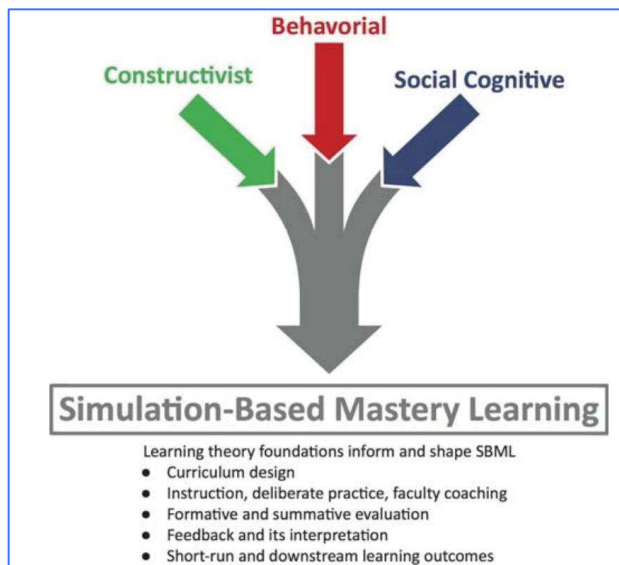 Behavorial
Constructivist
Social Cognitive
Simulation-Based Mastery Learning
Learning theory foundations inform and shape SBML
● Curriculum design
● Instruction, deliberate practice, faculty coaching
● Formative and summative evaluation
● Feedback and its interpretation
● Short-run and downstream learning outcomes